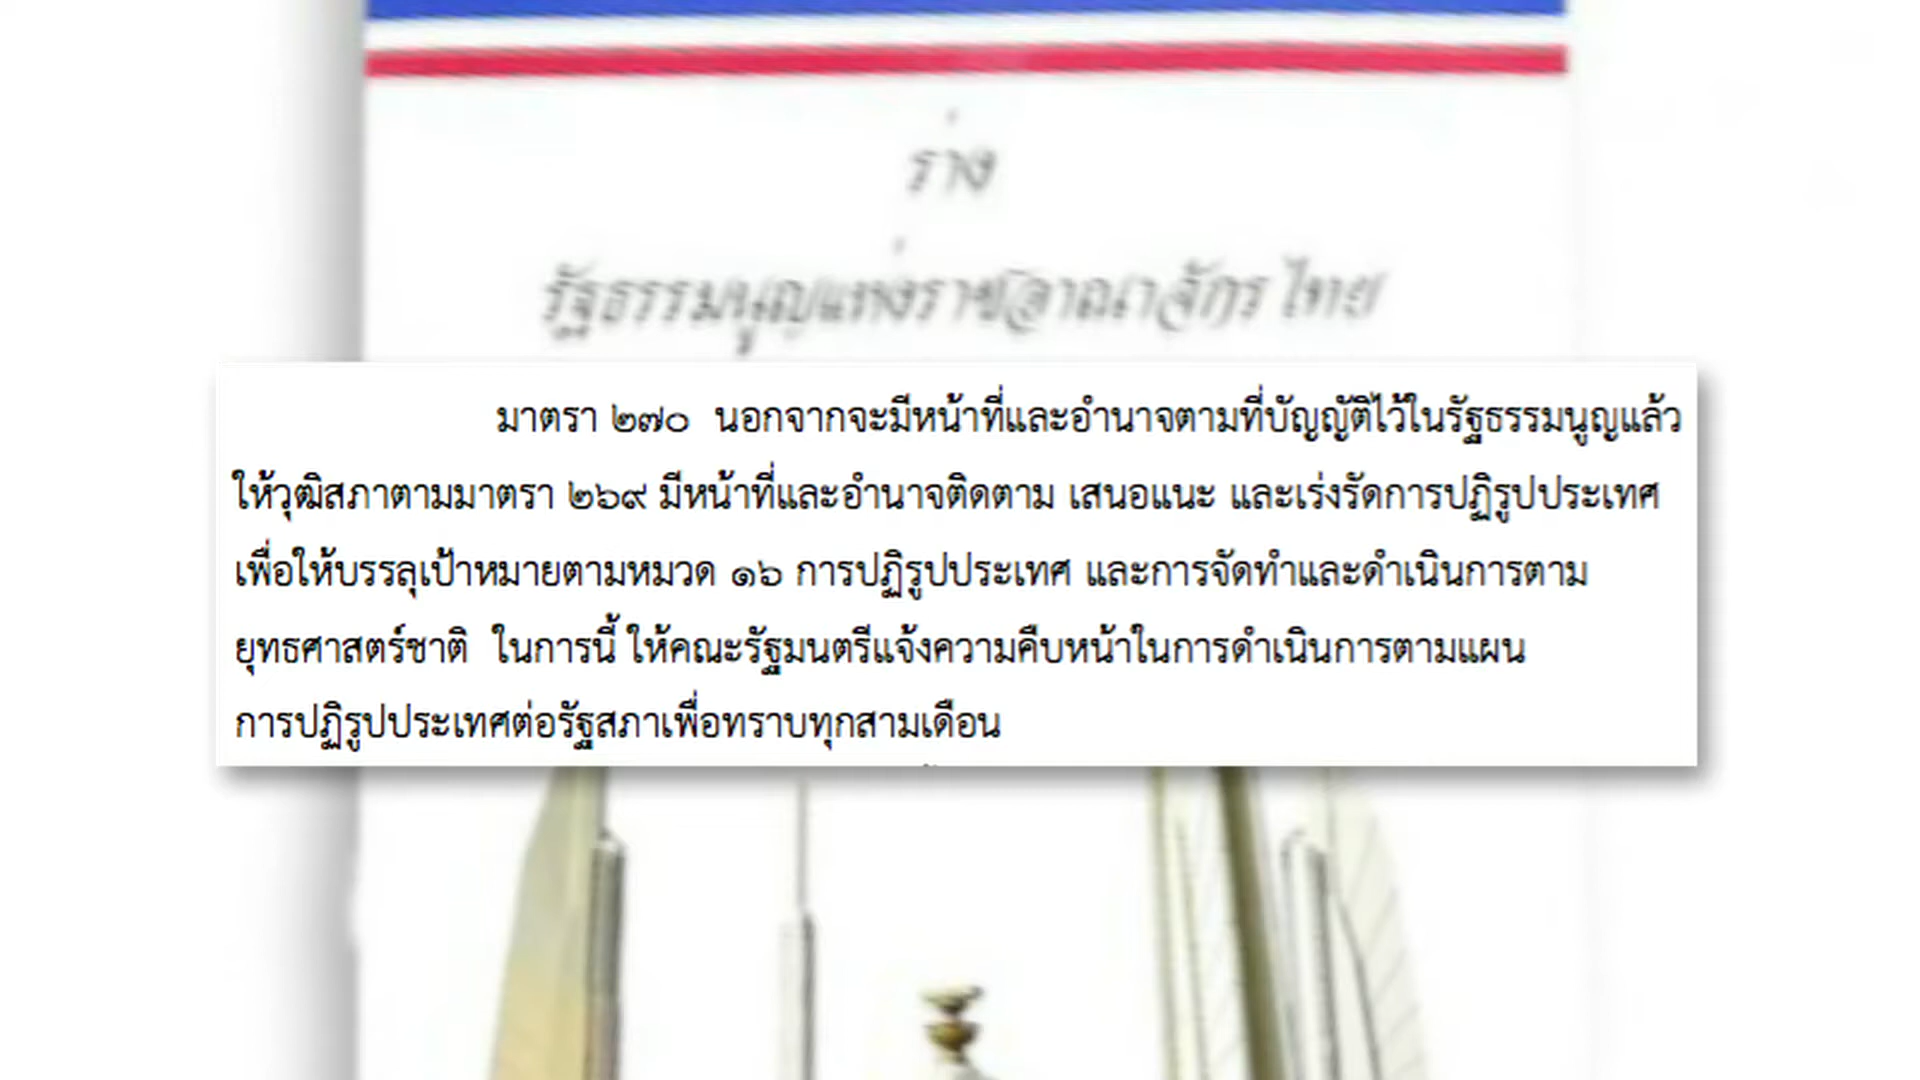 ร่าง
รัฐธรรมนูญแห่งราชอาณาจักรไทย
มาตรา ๒๗๐ นอกจากจะมีหน้าที่และอำนาจตามที่บัญญัติไว้ในรัฐธรรมนูญแล้ว
ให้วุฒิสภาตามมาตรา ๒๖๙ มีหน้าที่และอำนาจติดตาม เสนอแนะ และเร่งรัดการปฏิรูปประเทศ
เพื่อให้บรรลุเป้าหมายตามหมวด ๑๖ การปฏิรูปประเทศ และการจัดทำและดำเนินการตาม
ยุทธศาสตร์ชาติ ในการนี้ ให้คณะรัฐมนตรีแจ้งความคืบหน้าในการดำเนินการตามแผน
การปฏิรูปประเทศต่อรัฐสภาเพื่อทราบทุกสามเดือน